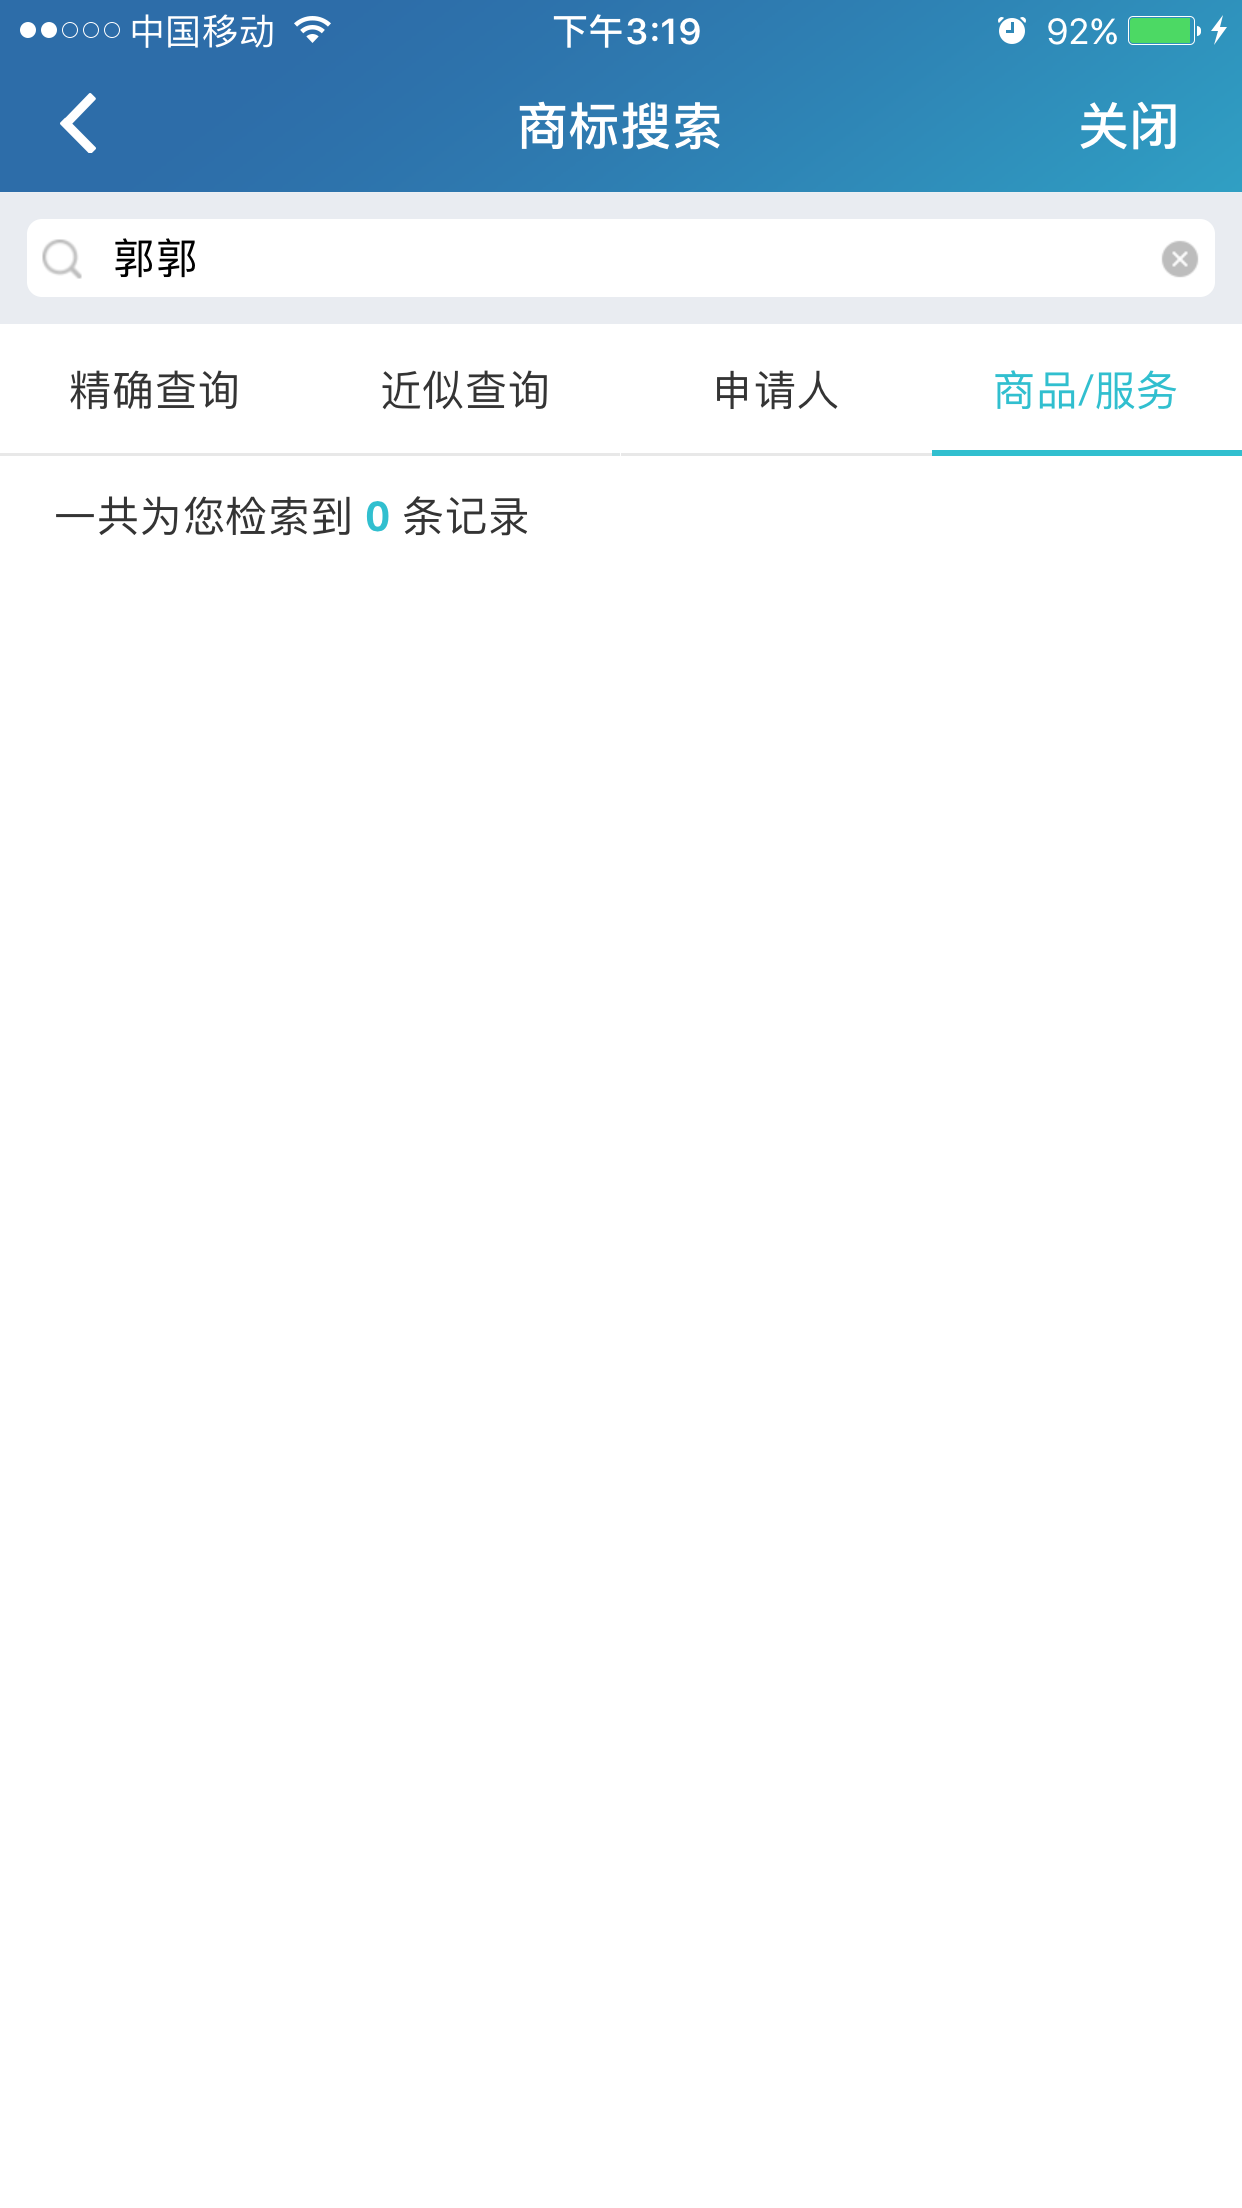 中国移动 下午3:19 92%
商标搜索 关闭
郭郭
精确查询 近似查询 申请人 商品/服务
一共为您检索到 0 条记录